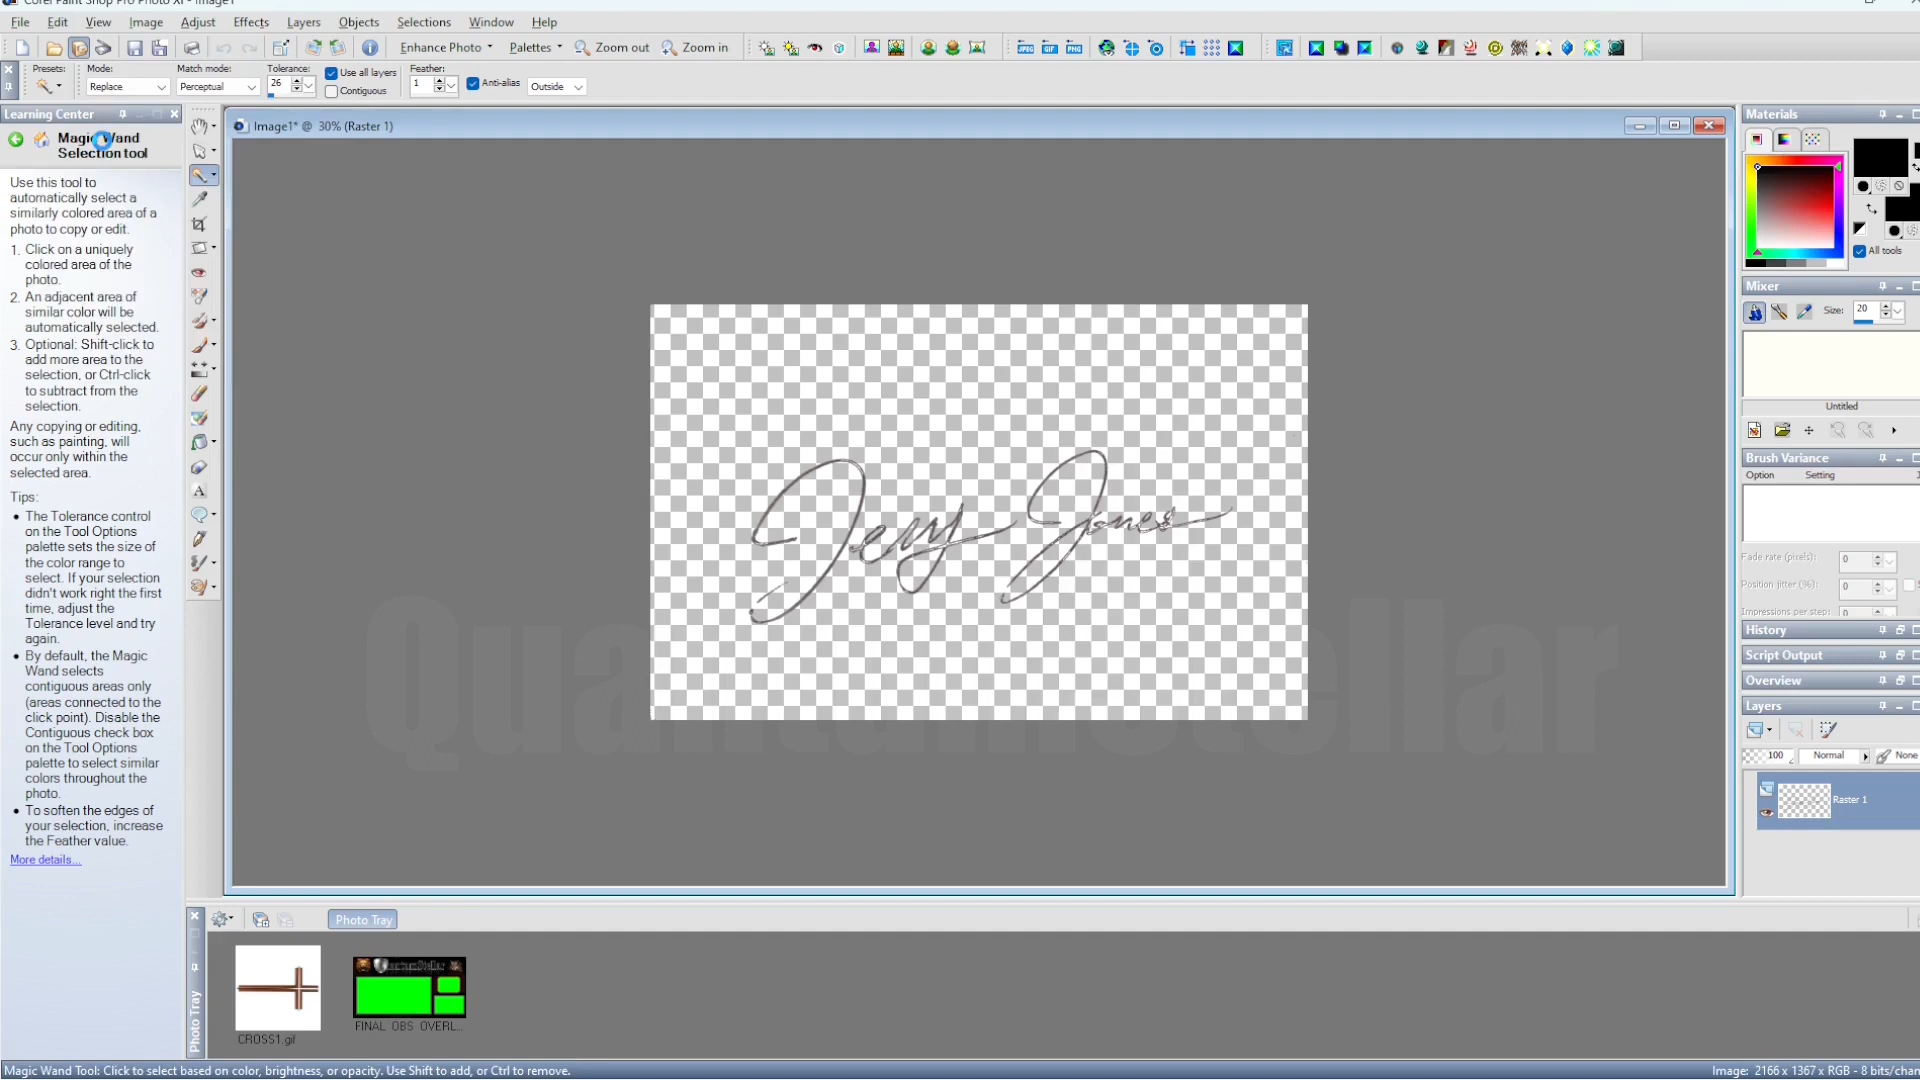 Corel Paint Shop Pro Photo XI - Image1
File Edit View Image Adjust Effects Layers Objects Selections Window Help
Enhance Photo Palettes Zoom out Zoom in JPEG GIF PNG
Presets: Mode: Match mode: Tolerance: Use all layers Feather:
Replace Perceptual 26 Contiguous 1 Anti-alias Outside
Learning Center
Magic Wand
Selection tool
Use this tool to
automatically select a
similarly colored area of a
photo to copy or edit.
1. Click on a uniquely
colored area of the
photo.
2. An adjacent area of
similar color will be
automatically selected.
3. Optional: Shift-click to
add more area to the
selection, or Ctrl-click
to subtract from the
selection.
Any copying or editing,
such as painting, will
occur only within the
selected area.
Tips:
• The Tolerance control
on the Tool Options
palette sets the size of
the color range to
select. If your selection
didn't work right the first
time, adjust the
Tolerance level and try
again.
• By default, the Magic
Wand selects
contiguous areas only
(areas connected to the
click point). Disable the
Contiguous check box
on the Tool Options
palette to select similar
colors throughout the
photo.
• To soften the edges of
your selection, increase
the Feather value.
More details...
Image1* @ 30% (Raster 1)
Jerry Jones
QuantumStellar
Materials
All tools
Mixer
Size: 20
Untitled
Brush Variance
Option Setting
Fade rate (pixels): 0
Position jitter (%): 0
Impressions per step: 0
History
Script Output
Overview
Layers
100 Normal None
Raster 1
Photo Tray
Photo Tray
CROSS1.gif
QuantumStellar
FINAL OBS OVERL...
Magic Wand Tool: Click to select based on color, brightness, or opacity. Use Shift to add, or Ctrl to remove.
Image: 2166 x 1367 x RGB - 8 bits/chan